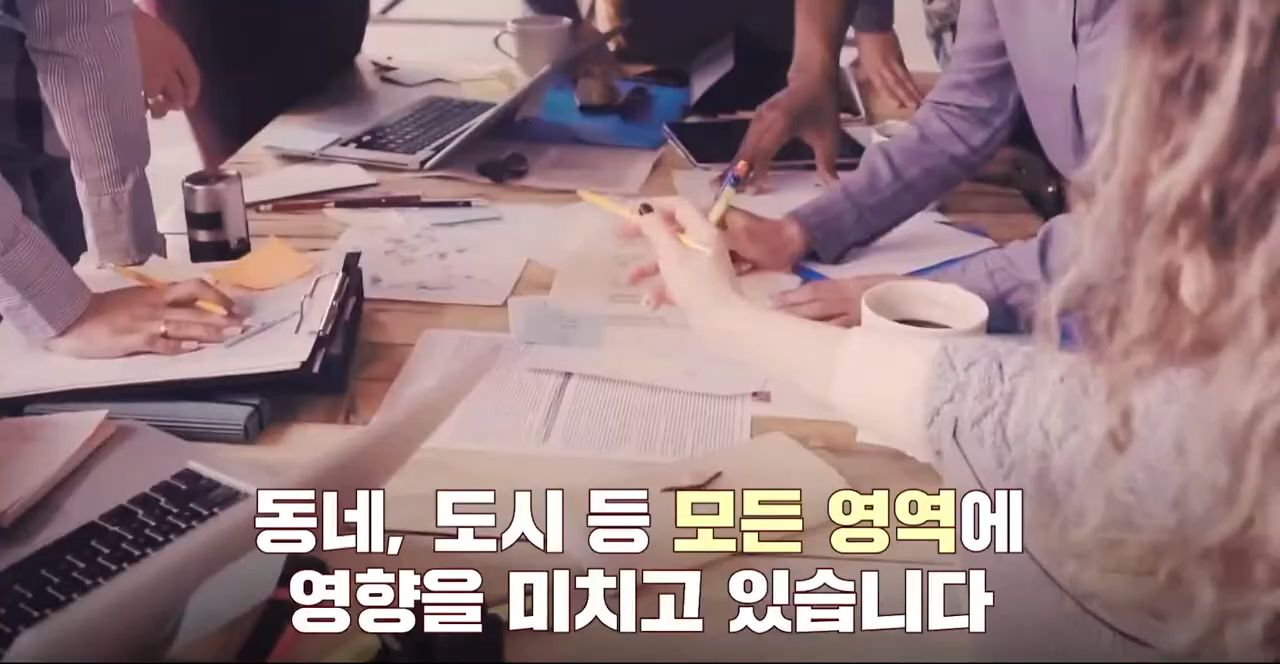 동네, 도시 등 모든 영역에
영향을 미치고 있습니다